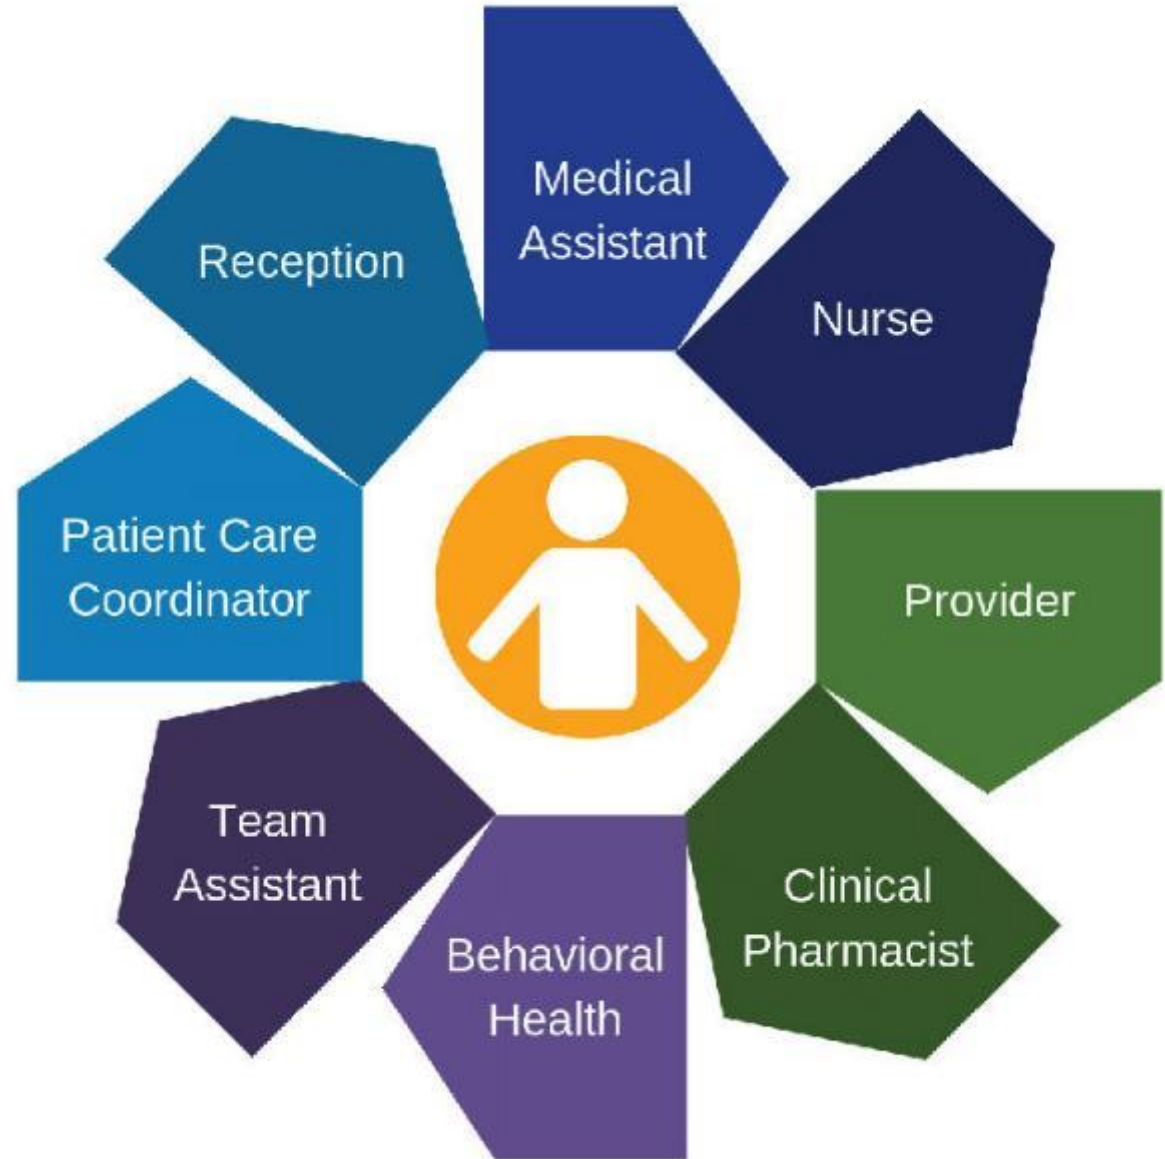 Medical
Assistant
Nurse
Provider
Clinical
Pharmacist
Behavioral
Health
Team
Assistant
Patient Care
Coordinator
Reception